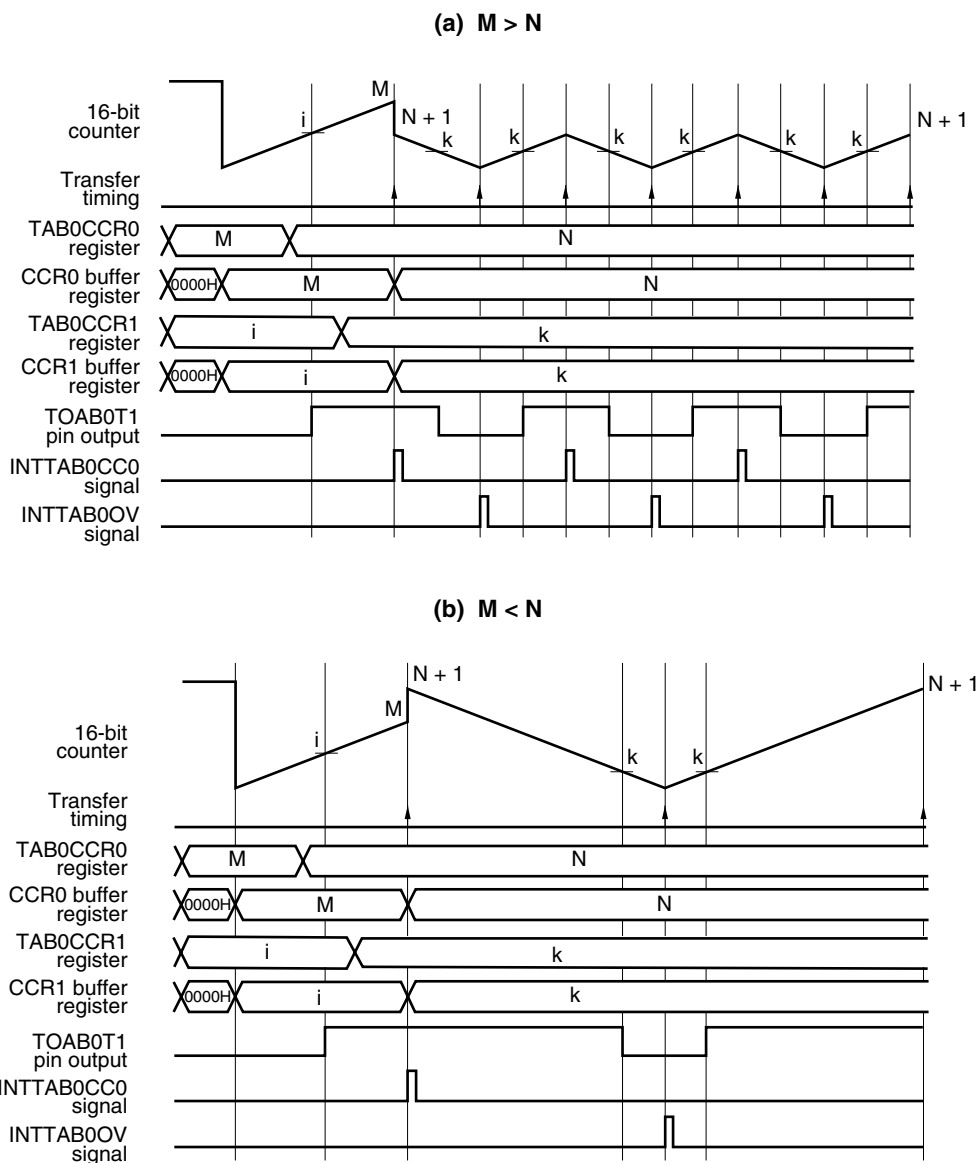 (a) M > N
M
N + 1
N + 1
16-bit
counter
i
k
k
k
k
k
k
Transfer
timing
TAB0CCR0
register
M
N
CCR0 buffer
register
0000H
M
N
TAB0CCR1
register
i
k
CCR1 buffer
register
0000H
i
k
TOAB0T1
pin output
INTTAB0CC0
signal
INTTAB0OV
signal
(b) M < N
N + 1
N + 1
M
16-bit
counter
i
k
k
Transfer
timing
TAB0CCR0
register
M
N
CCR0 buffer
register
0000H
M
N
TAB0CCR1
register
i
k
CCR1 buffer
register
0000H
i
k
TOAB0T1
pin output
INTTAB0CC0
signal
INTTAB0OV
signal